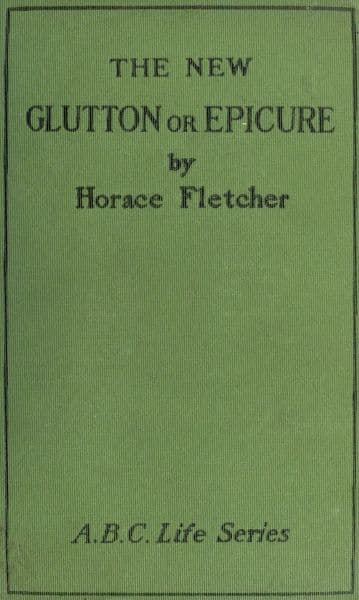 THE NEW
GLUTTON OR EPICURE
by
Horace Fletcher
A.B.C. Life Series